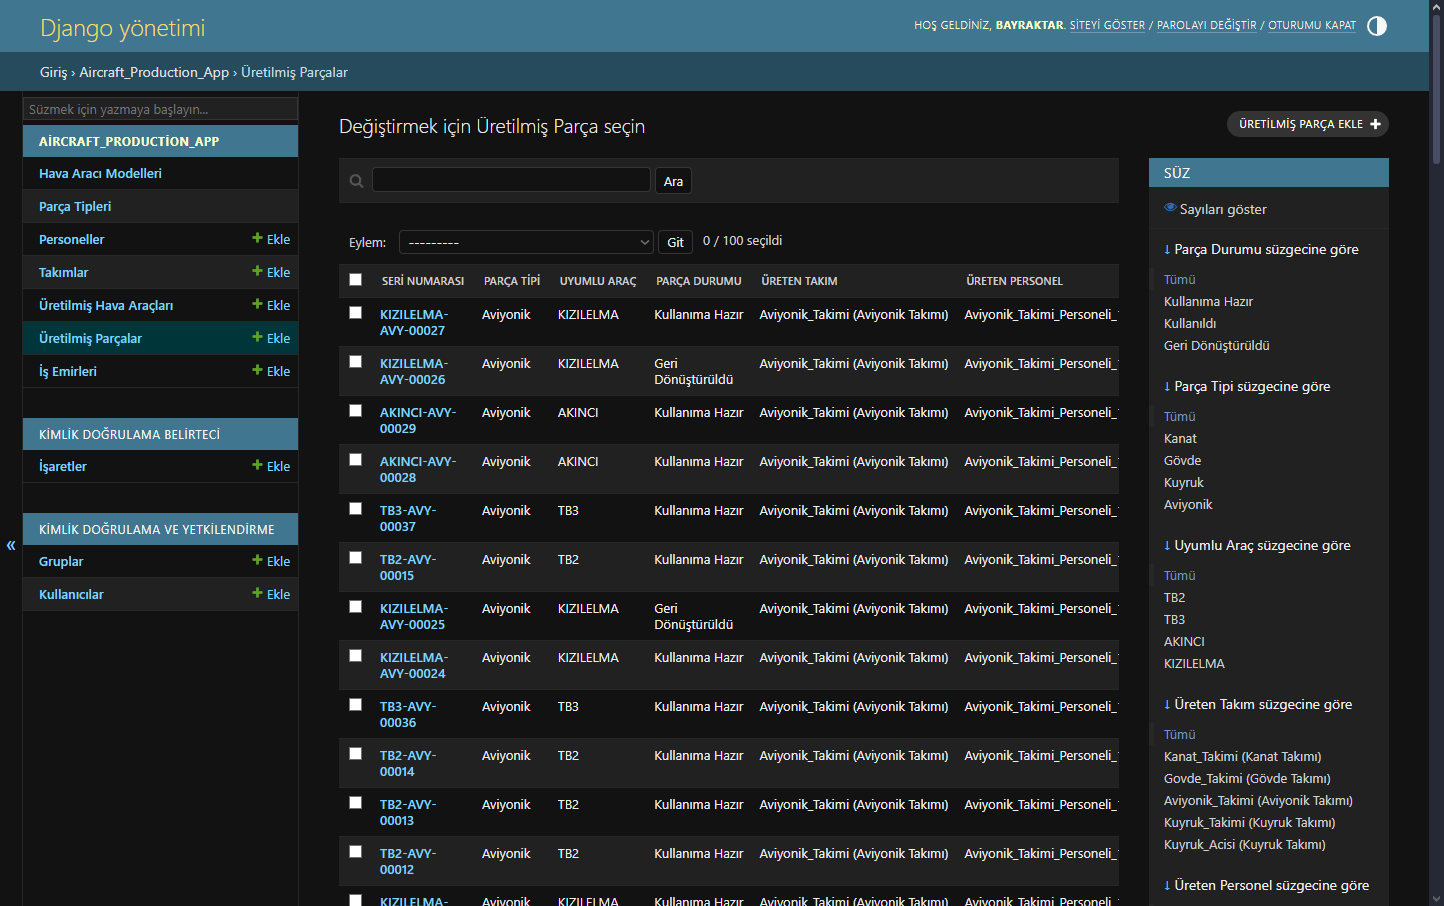 Django yönetimi
HOŞ GELDİNİZ, BAYRAKTAR. SİTEYİ GÖSTER / PAROLAYI DEĞİŞTİR / OTURUMU KAPAT
Giriş › Aircraft_Production_App › Üretilmiş Parçalar
Süzmek için yazmaya başlayın...
AİRCRAFT_PRODUCTİON_APP
Hava Aracı Modelleri
Parça Tipleri
Personeller Ekle
Takımlar Ekle
Üretilmiş Hava Araçları Ekle
Üretilmiş Parçalar Ekle
İş Emirleri Ekle
KİMLİK DOĞRULAMA BELİRTECİ
İşaretler Ekle
KİMLİK DOĞRULAMA VE YETKİLENDİRME
Gruplar Ekle
Kullanıcılar Ekle
«
Değiştirmek için Üretilmiş Parça seçin
ÜRETİLMİŞ PARÇA EKLE
Ara
Eylem: --------- Git 0 / 100 seçildi
SERİ NUMARASI PARÇA TİPİ UYUMLU ARAÇ PARÇA DURUMU ÜRETEN TAKIM ÜRETEN PERSONEL
KIZILELMA- Aviyonik KIZILELMA Kullanıma Hazır Aviyonik_Takimi (Aviyonik Takımı) Aviyonik_Takimi_Personeli_
AVY-00027
KIZILELMA- Aviyonik KIZILELMA Geri Aviyonik_Takimi (Aviyonik Takımı) Aviyonik_Takimi_Personeli_
AVY-00026 Dönüştürüldü
AKINCI-AVY- Aviyonik AKINCI Kullanıma Hazır Aviyonik_Takimi (Aviyonik Takımı) Aviyonik_Takimi_Personeli_
00029
AKINCI-AVY- Aviyonik AKINCI Kullanıma Hazır Aviyonik_Takimi (Aviyonik Takımı) Aviyonik_Takimi_Personeli_
00028
TB3-AVY- Aviyonik TB3 Kullanıma Hazır Aviyonik_Takimi (Aviyonik Takımı) Aviyonik_Takimi_Personeli_
00037
TB2-AVY- Aviyonik TB2 Kullanıma Hazır Aviyonik_Takimi (Aviyonik Takımı) Aviyonik_Takimi_Personeli_
00015
KIZILELMA- Aviyonik KIZILELMA Geri Aviyonik_Takimi (Aviyonik Takımı) Aviyonik_Takimi_Personeli_
AVY-00025 Dönüştürüldü
KIZILELMA- Aviyonik KIZILELMA Kullanıma Hazır Aviyonik_Takimi (Aviyonik Takımı) Aviyonik_Takimi_Personeli_
AVY-00024
TB3-AVY- Aviyonik TB3 Kullanıma Hazır Aviyonik_Takimi (Aviyonik Takımı) Aviyonik_Takimi_Personeli_
00036
TB2-AVY- Aviyonik TB2 Kullanıma Hazır Aviyonik_Takimi (Aviyonik Takımı) Aviyonik_Takimi_Personeli_
00014
TB2-AVY- Aviyonik TB2 Kullanıma Hazır Aviyonik_Takimi (Aviyonik Takımı) Aviyonik_Takimi_Personeli_
00013
TB2-AVY- Aviyonik TB2 Kullanıma Hazır Aviyonik_Takimi (Aviyonik Takımı) Aviyonik_Takimi_Personeli_
00012
KIZILELMA- Aviyonik KIZILELMA Kullanıma Hazır Aviyonik_Takimi (Aviyonik Takımı) Aviyonik_Takimi_Personeli_
SÜZ
Sayıları göster
↓ Parça Durumu süzgecine göre
Tümü
Kullanıma Hazır
Kullanıldı
Geri Dönüştürüldü
↓ Parça Tipi süzgecine göre
Tümü
Kanat
Gövde
Kuyruk
Aviyonik
↓ Uyumlu Araç süzgecine göre
Tümü
TB2
TB3
AKINCI
KIZILELMA
↓ Üreten Takım süzgecine göre
Tümü
Kanat_Takimi (Kanat Takımı)
Govde_Takimi (Gövde Takımı)
Aviyonik_Takimi (Aviyonik Takımı)
Kuyruk_Takimi (Kuyruk Takımı)
Kuyruk_Acisi (Kuyruk Takımı)
↓ Üreten Personel süzgecine göre